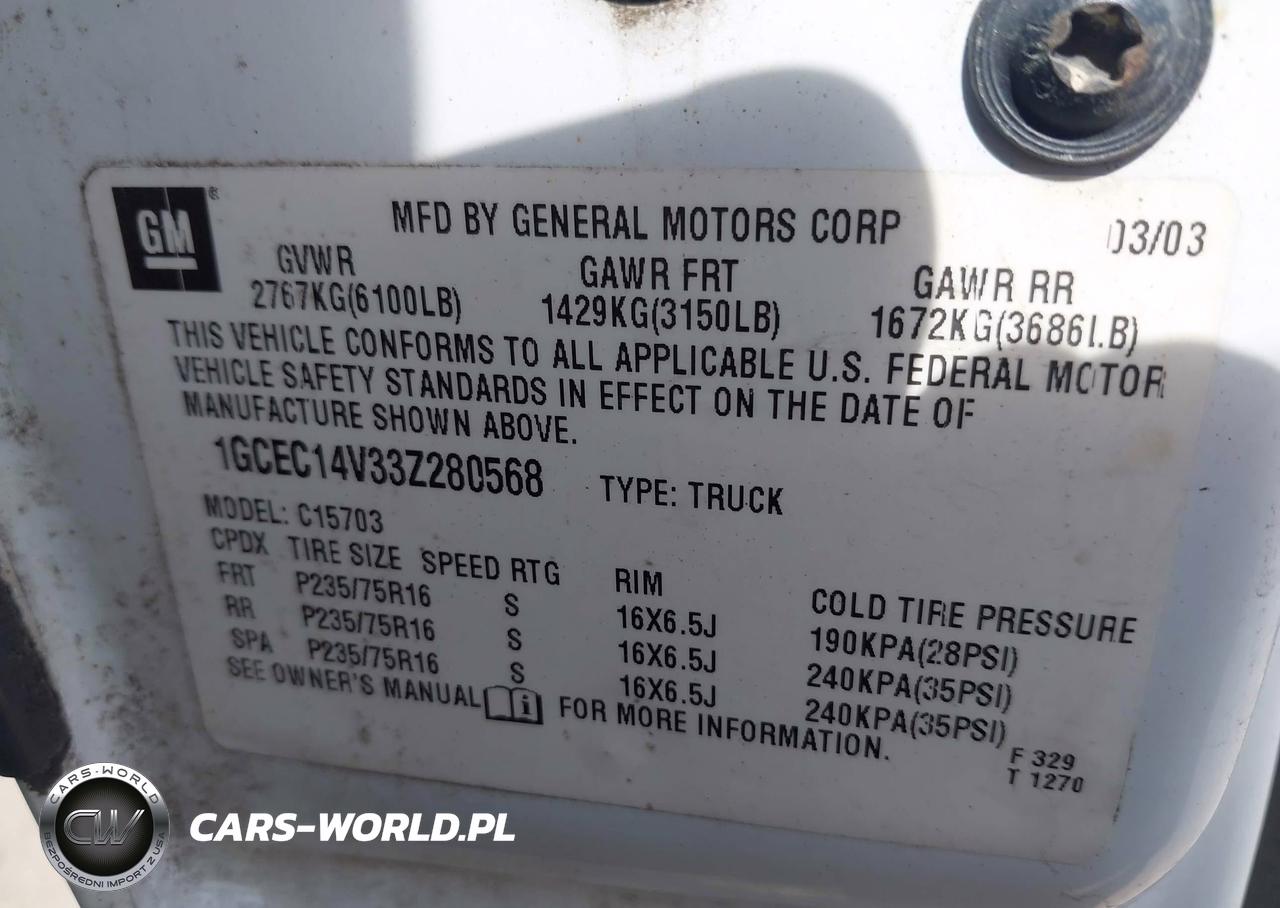 GM ®
MFD BY GENERAL MOTORS CORP 03/03
GVWR GAWR FRT GAWR RR
2767KG(6100LB) 1429KG(3150LB) 1672KG(3686LB)
THIS VEHICLE CONFORMS TO ALL APPLICABLE U.S. FEDERAL MOTOR
VEHICLE SAFETY STANDARDS IN EFFECT ON THE DATE OF
MANUFACTURE SHOWN ABOVE.
1GCEC14V33Z280568 TYPE: TRUCK
MODEL: C15703
CPDX TIRE SIZE SPEED RTG RIM COLD TIRE PRESSURE
FRT P235/75R16 S 16X6.5J 190KPA(28PSI)
RR P235/75R16 S 16X6.5J 240KPA(35PSI)
SPA P235/75R16 S 16X6.5J 240KPA(35PSI)
SEE OWNER'S MANUAL i FOR MORE INFORMATION.
F 329
T 1270
CARS-WORLD
CW
BEZPOŚREDNI IMPORT Z USA
CARS-WORLD.PL